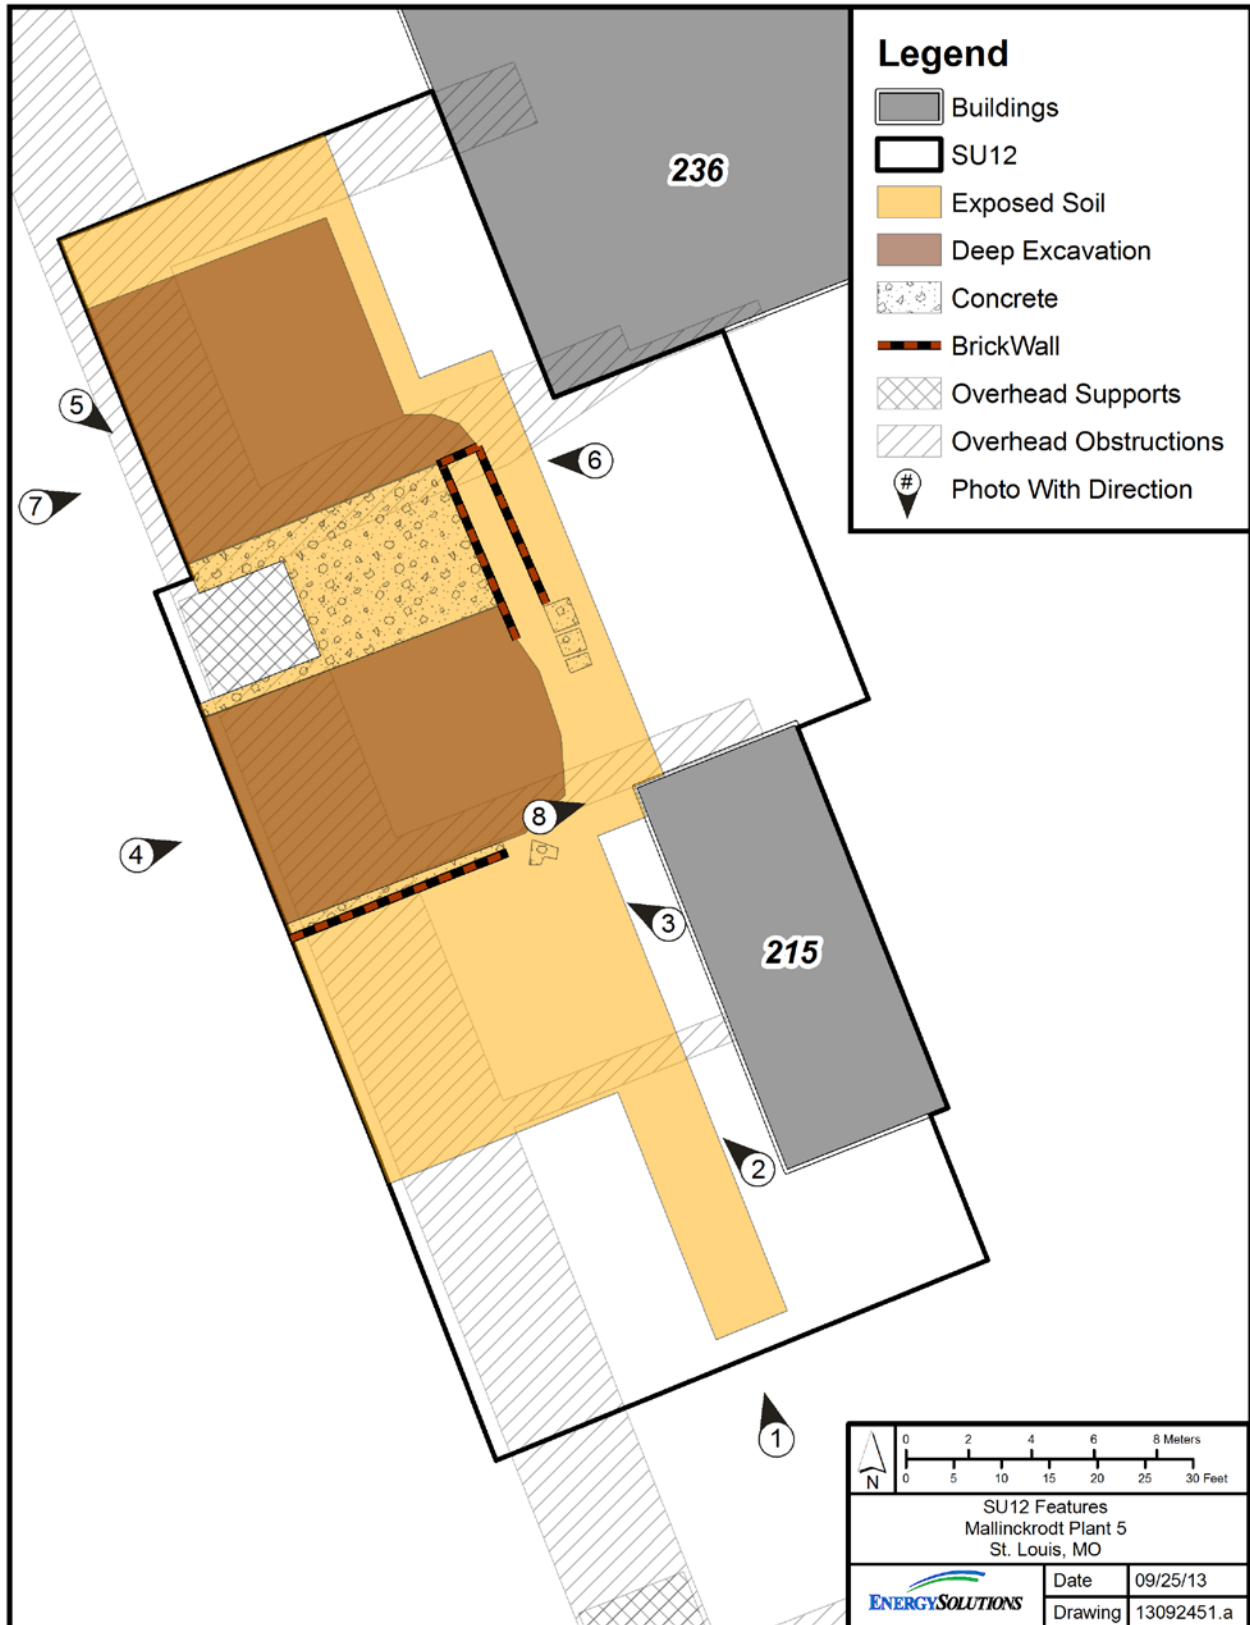 Legend
Buildings
SU12
Exposed Soil
Deep Excavation
Concrete
BrickWall
Overhead Supports
Overhead Obstructions
# Photo With Direction
236
5
6
7
8
4
3
215
2
1
0 2 4 6 8 Meters
0 5 10 15 20 25 30 Feet
N
SU12 Features
Mallinckrodt Plant 5
St. Louis, MO
ENERGYSOLUTIONS
Date 09/25/13
Drawing 13092451.a